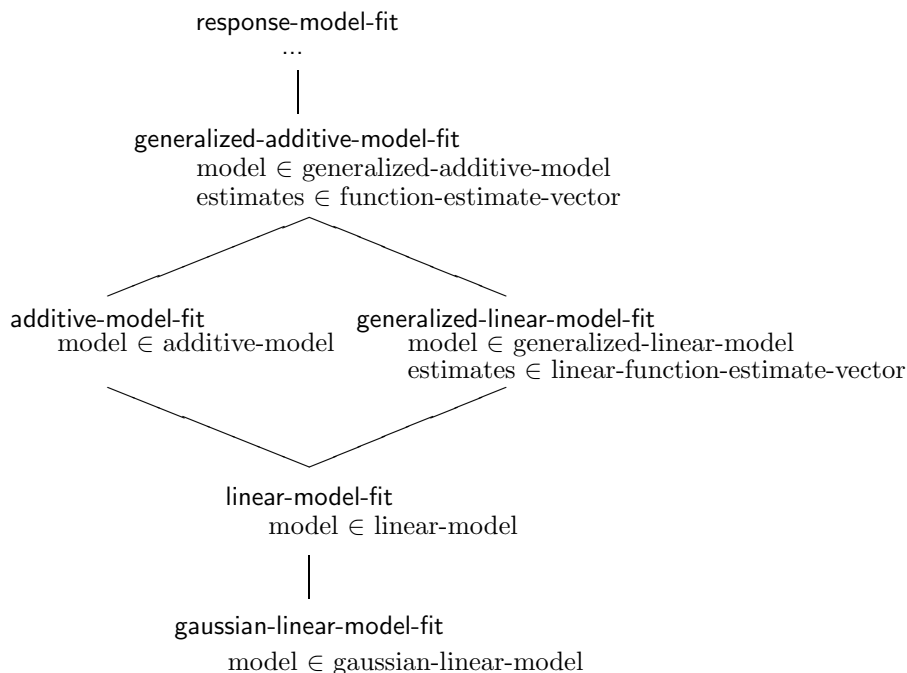 response-model-fit
...
generalized-additive-model-fit
model ∈ generalized-additive-model
estimates ∈ function-estimate-vector
additive-model-fit
model ∈ additive-model
generalized-linear-model-fit
model ∈ generalized-linear-model
estimates ∈ linear-function-estimate-vector
linear-model-fit
model ∈ linear-model
gaussian-linear-model-fit
model ∈ gaussian-linear-model